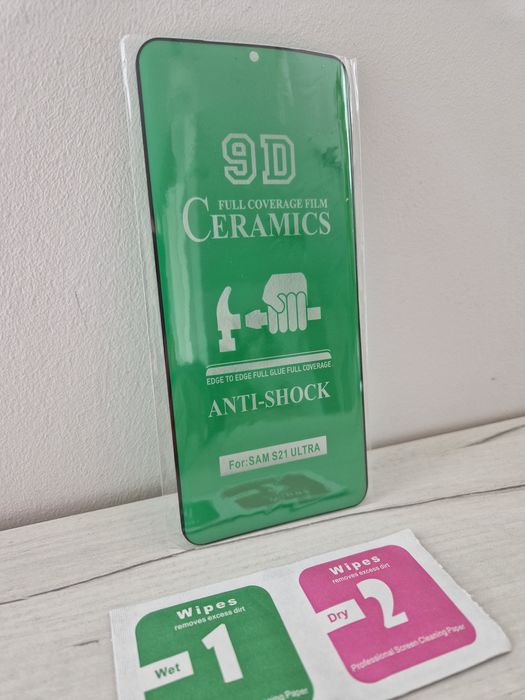 9D
FULL COVERAGE FILM
CERAMICS
EDGE TO EDGE FULL GLUE FULL COVERAGE
ANTI-SHOCK
For:SAM S21 ULTRA
Wipes
removes excess dirt
Wet 1
Wipes
removes excess dirt
Dry 2
Professional Screen Cleaning Paper